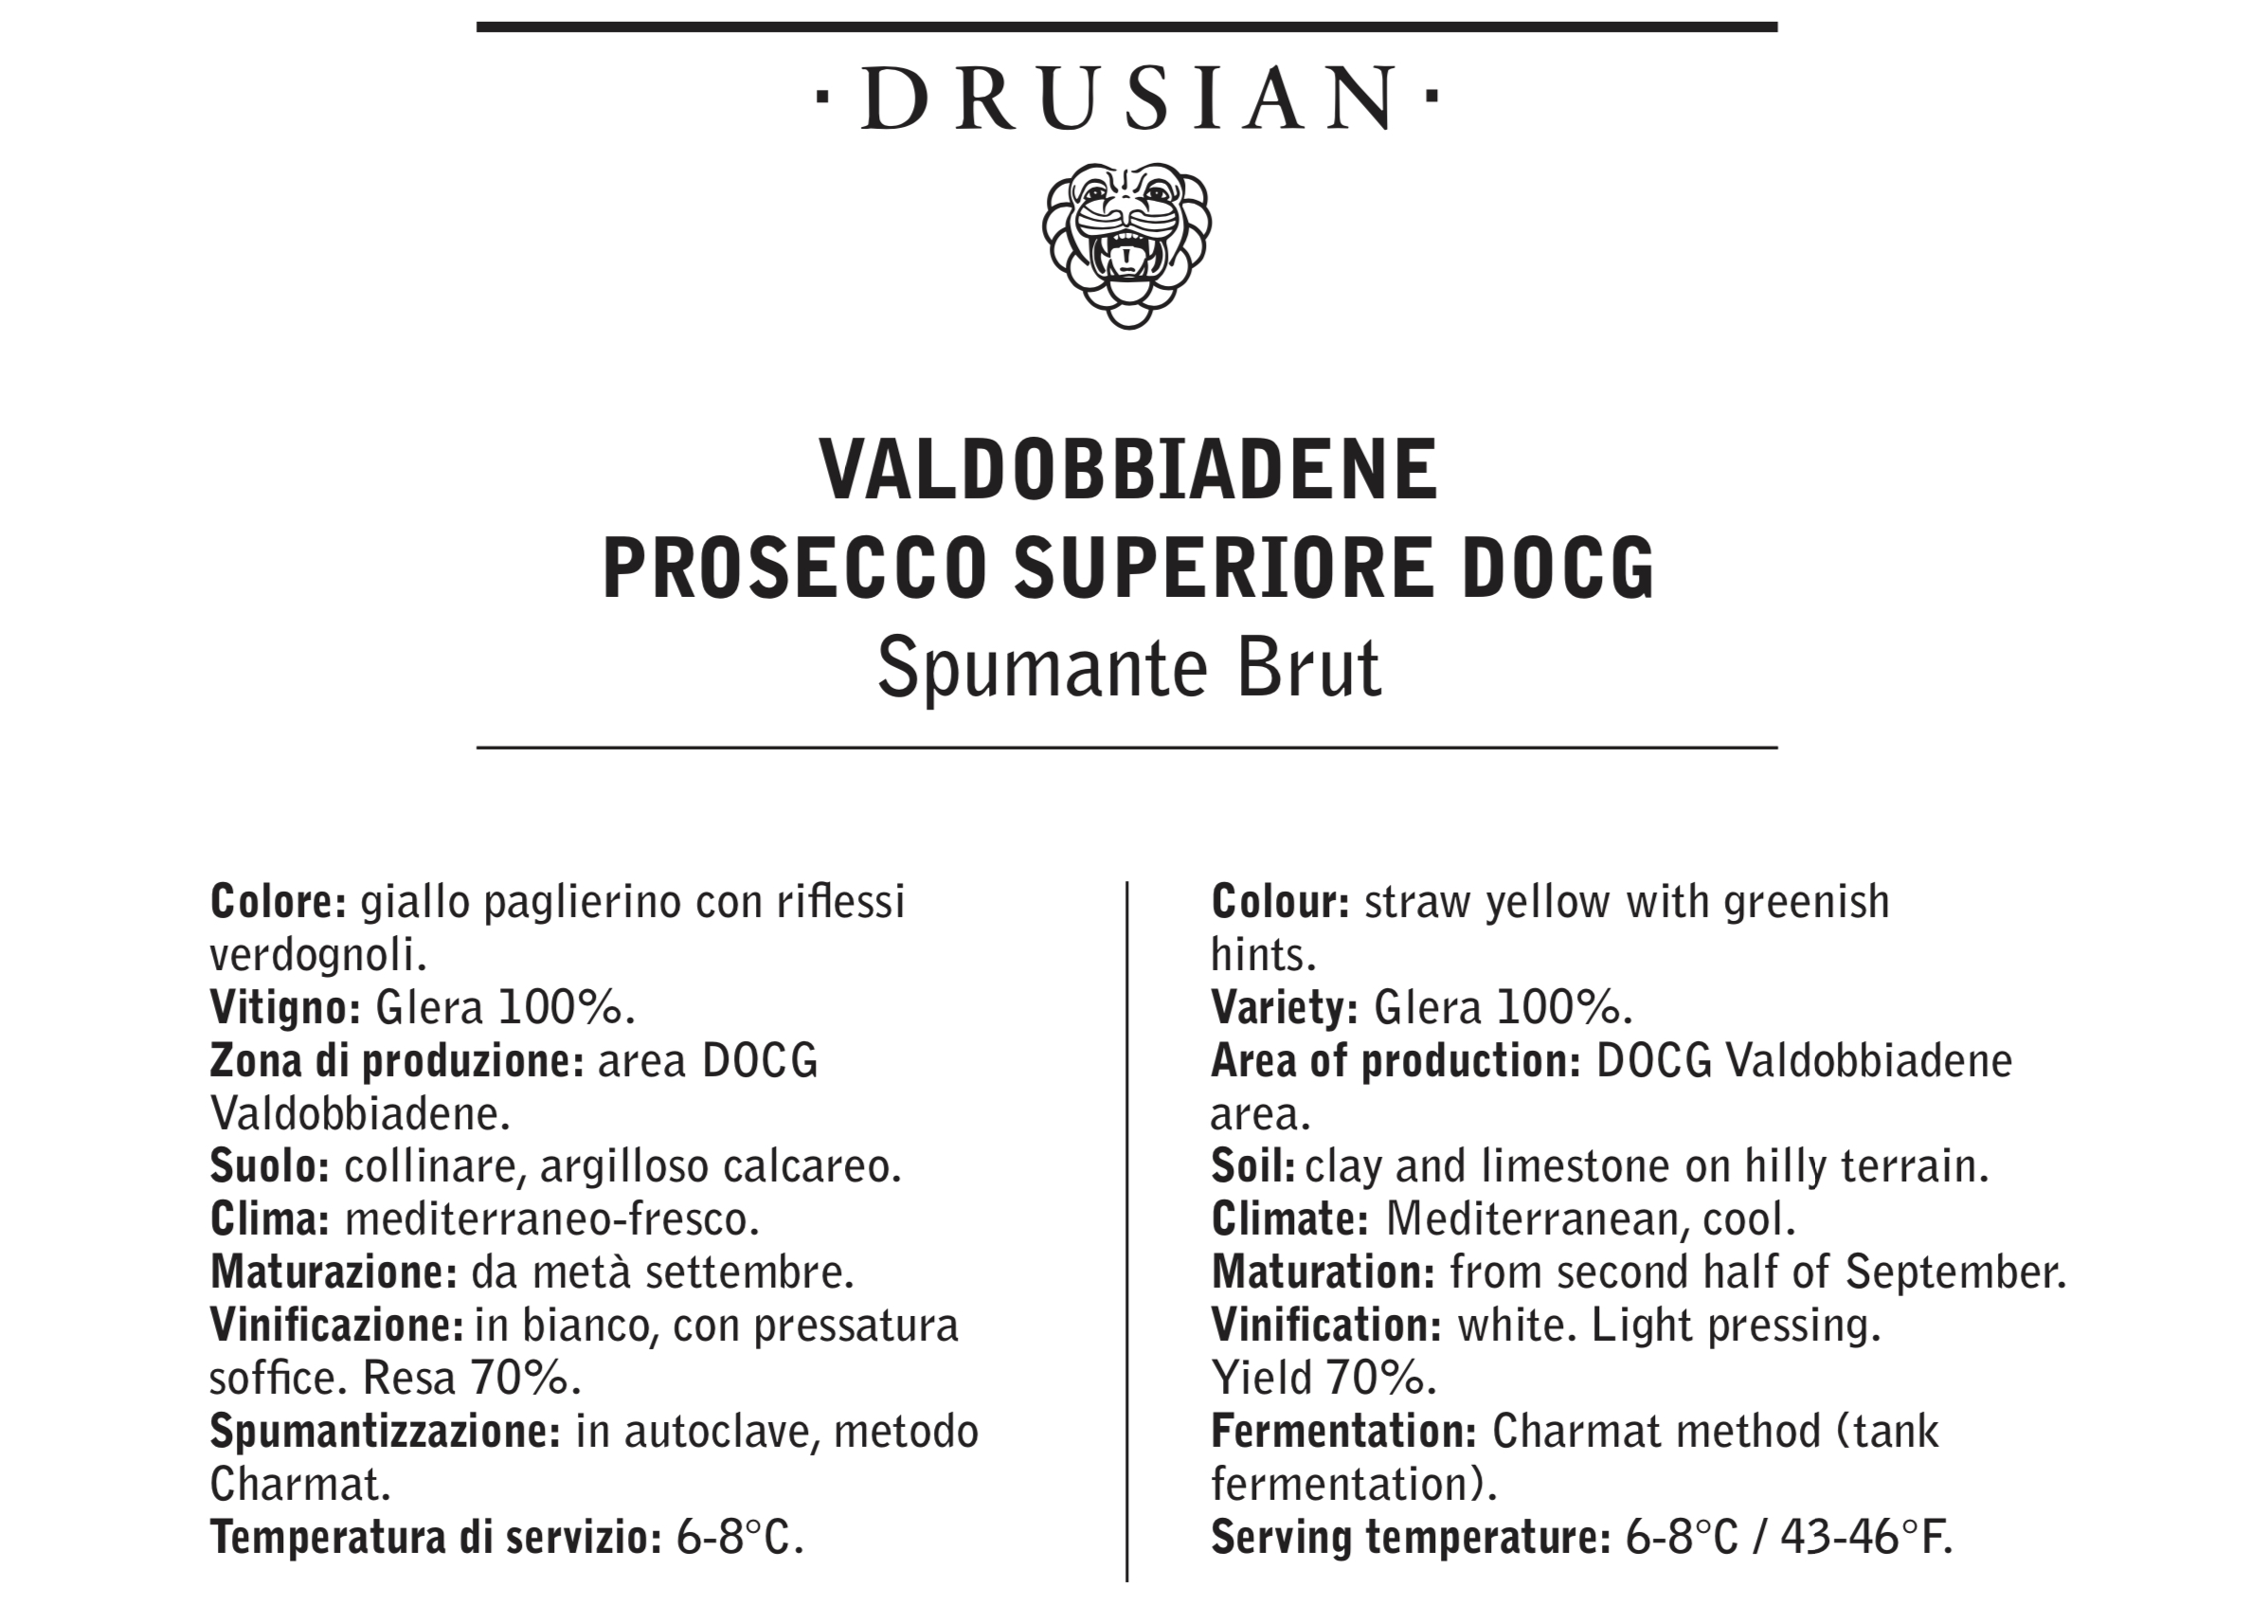 · DRUSIAN ·
VALDOBBIADENE
PROSECCO SUPERIORE DOCG
Spumante Brut
Colore: giallo paglierino con riflessi
verdognoli.
Vitigno: Glera 100%.
Zona di produzione: area DOCG
Valdobbiadene.
Suolo: collinare, argilloso calcareo.
Clima: mediterraneo-fresco.
Maturazione: da metà settembre.
Vinificazione: in bianco, con pressatura
soffice. Resa 70%.
Spumantizzazione: in autoclave, metodo
Charmat.
Temperatura di servizio: 6-8°C.
Colour: straw yellow with greenish
hints.
Variety: Glera 100%.
Area of production: DOCG Valdobbiadene
area.
Soil: clay and limestone on hilly terrain.
Climate: Mediterranean, cool.
Maturation: from second half of September.
Vinification: white. Light pressing.
Yield 70%.
Fermentation: Charmat method (tank
fermentation).
Serving temperature: 6-8°C / 43-46°F.